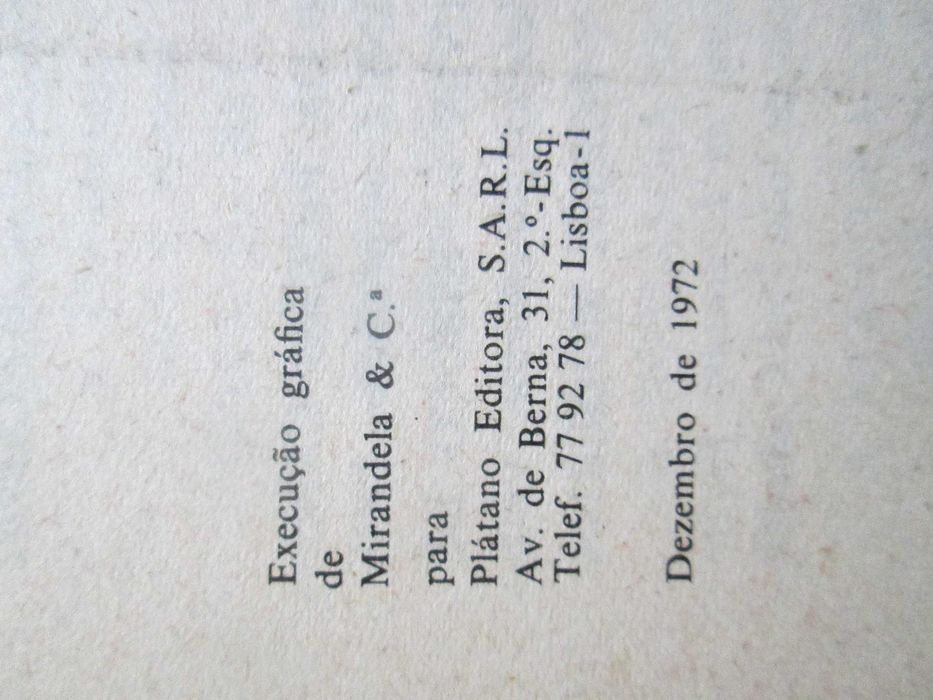 Execução gráfica
de
Mirandela & C.ª
para
Plátano Editora, S.A.R.L.
Av. de Berna, 31, 2.º-Esq.
Telef. 77 92 78 — Lisboa-1
Dezembro de 1972